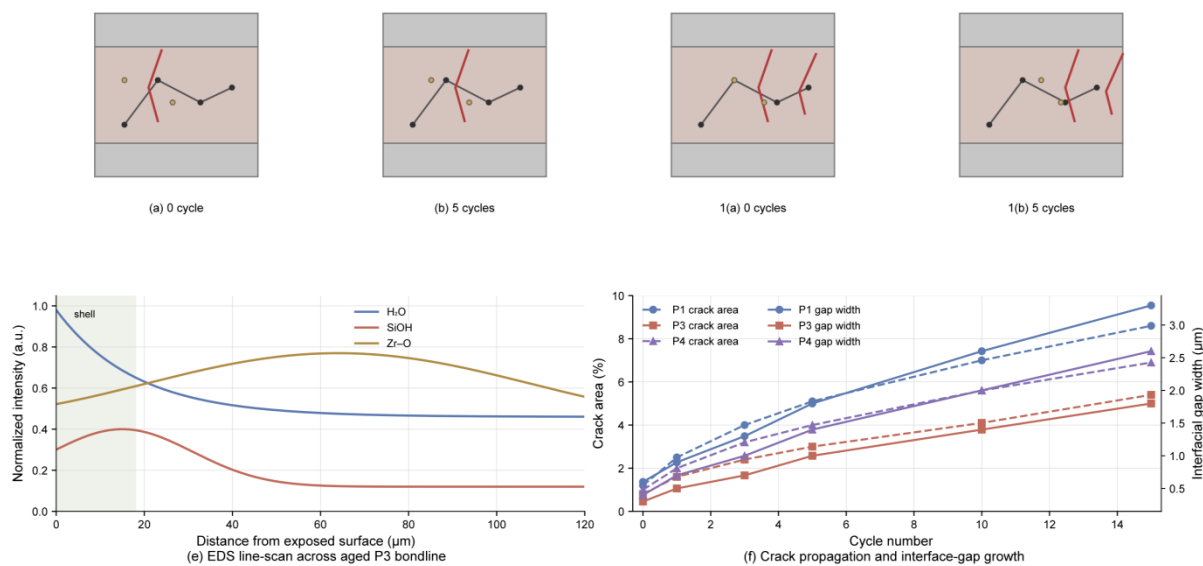 (a) 0 cycle
(b) 5 cycles
1(a) 0 cycles
1(b) 5 cycles
Normalized intensity (a.u.)
1.0
0.8
0.6
0.4
0.2
0.0
shell
H₂O
SiOH
Zr–O
0 20 40 60 80 100 120
Distance from exposed surface (μm)
(e) EDS line-scan across aged P3 bondline
Crack area (%)
10
8
6
4
2
0
P1 crack area
P3 crack area
P4 crack area
P1 gap width
P3 gap width
P4 gap width
3.0
2.5
2.0
1.5
1.0
0.5
Interfacial gap width (μm)
0 2 4 6 8 10 12 14
Cycle number
(f) Crack propagation and interface-gap growth